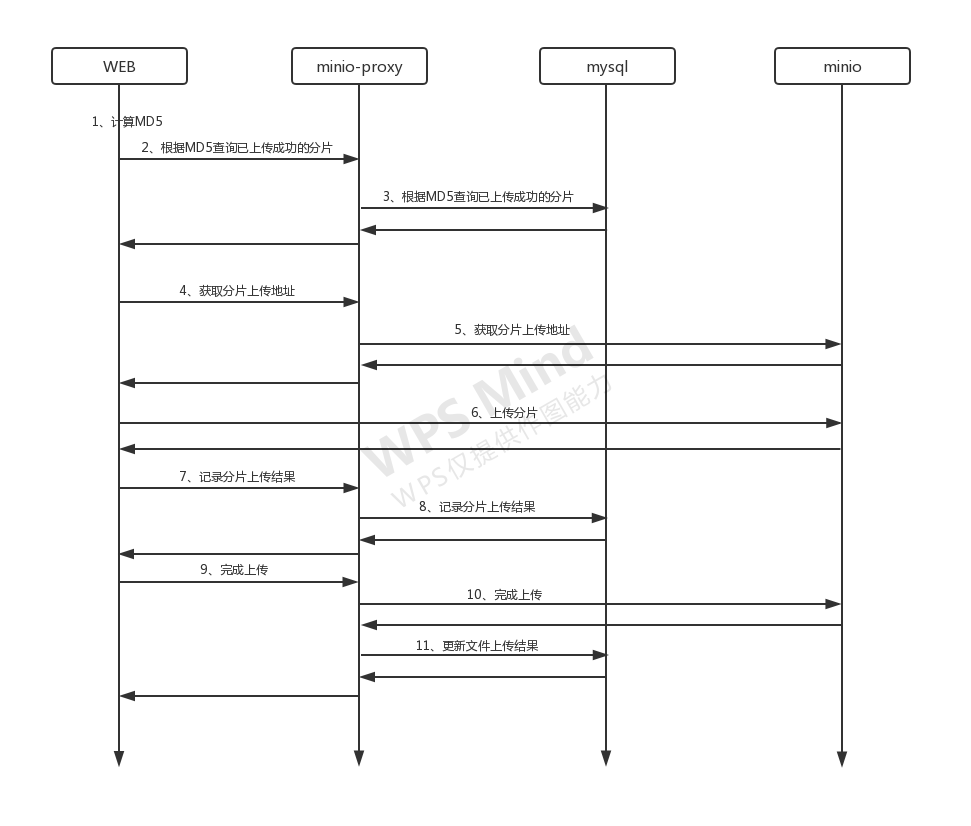 WEB
minio-proxy
mysql
minio
1、计算MD5
2、根据MD5查询已上传成功的分片
3、根据MD5查询已上传成功的分片
4、获取分片上传地址
5、获取分片上传地址
6、上传分片
7、记录分片上传结果
8、记录分片上传结果
9、完成上传
10、完成上传
11、更新文件上传结果
WPS Mind
WPS仅提供作图能力